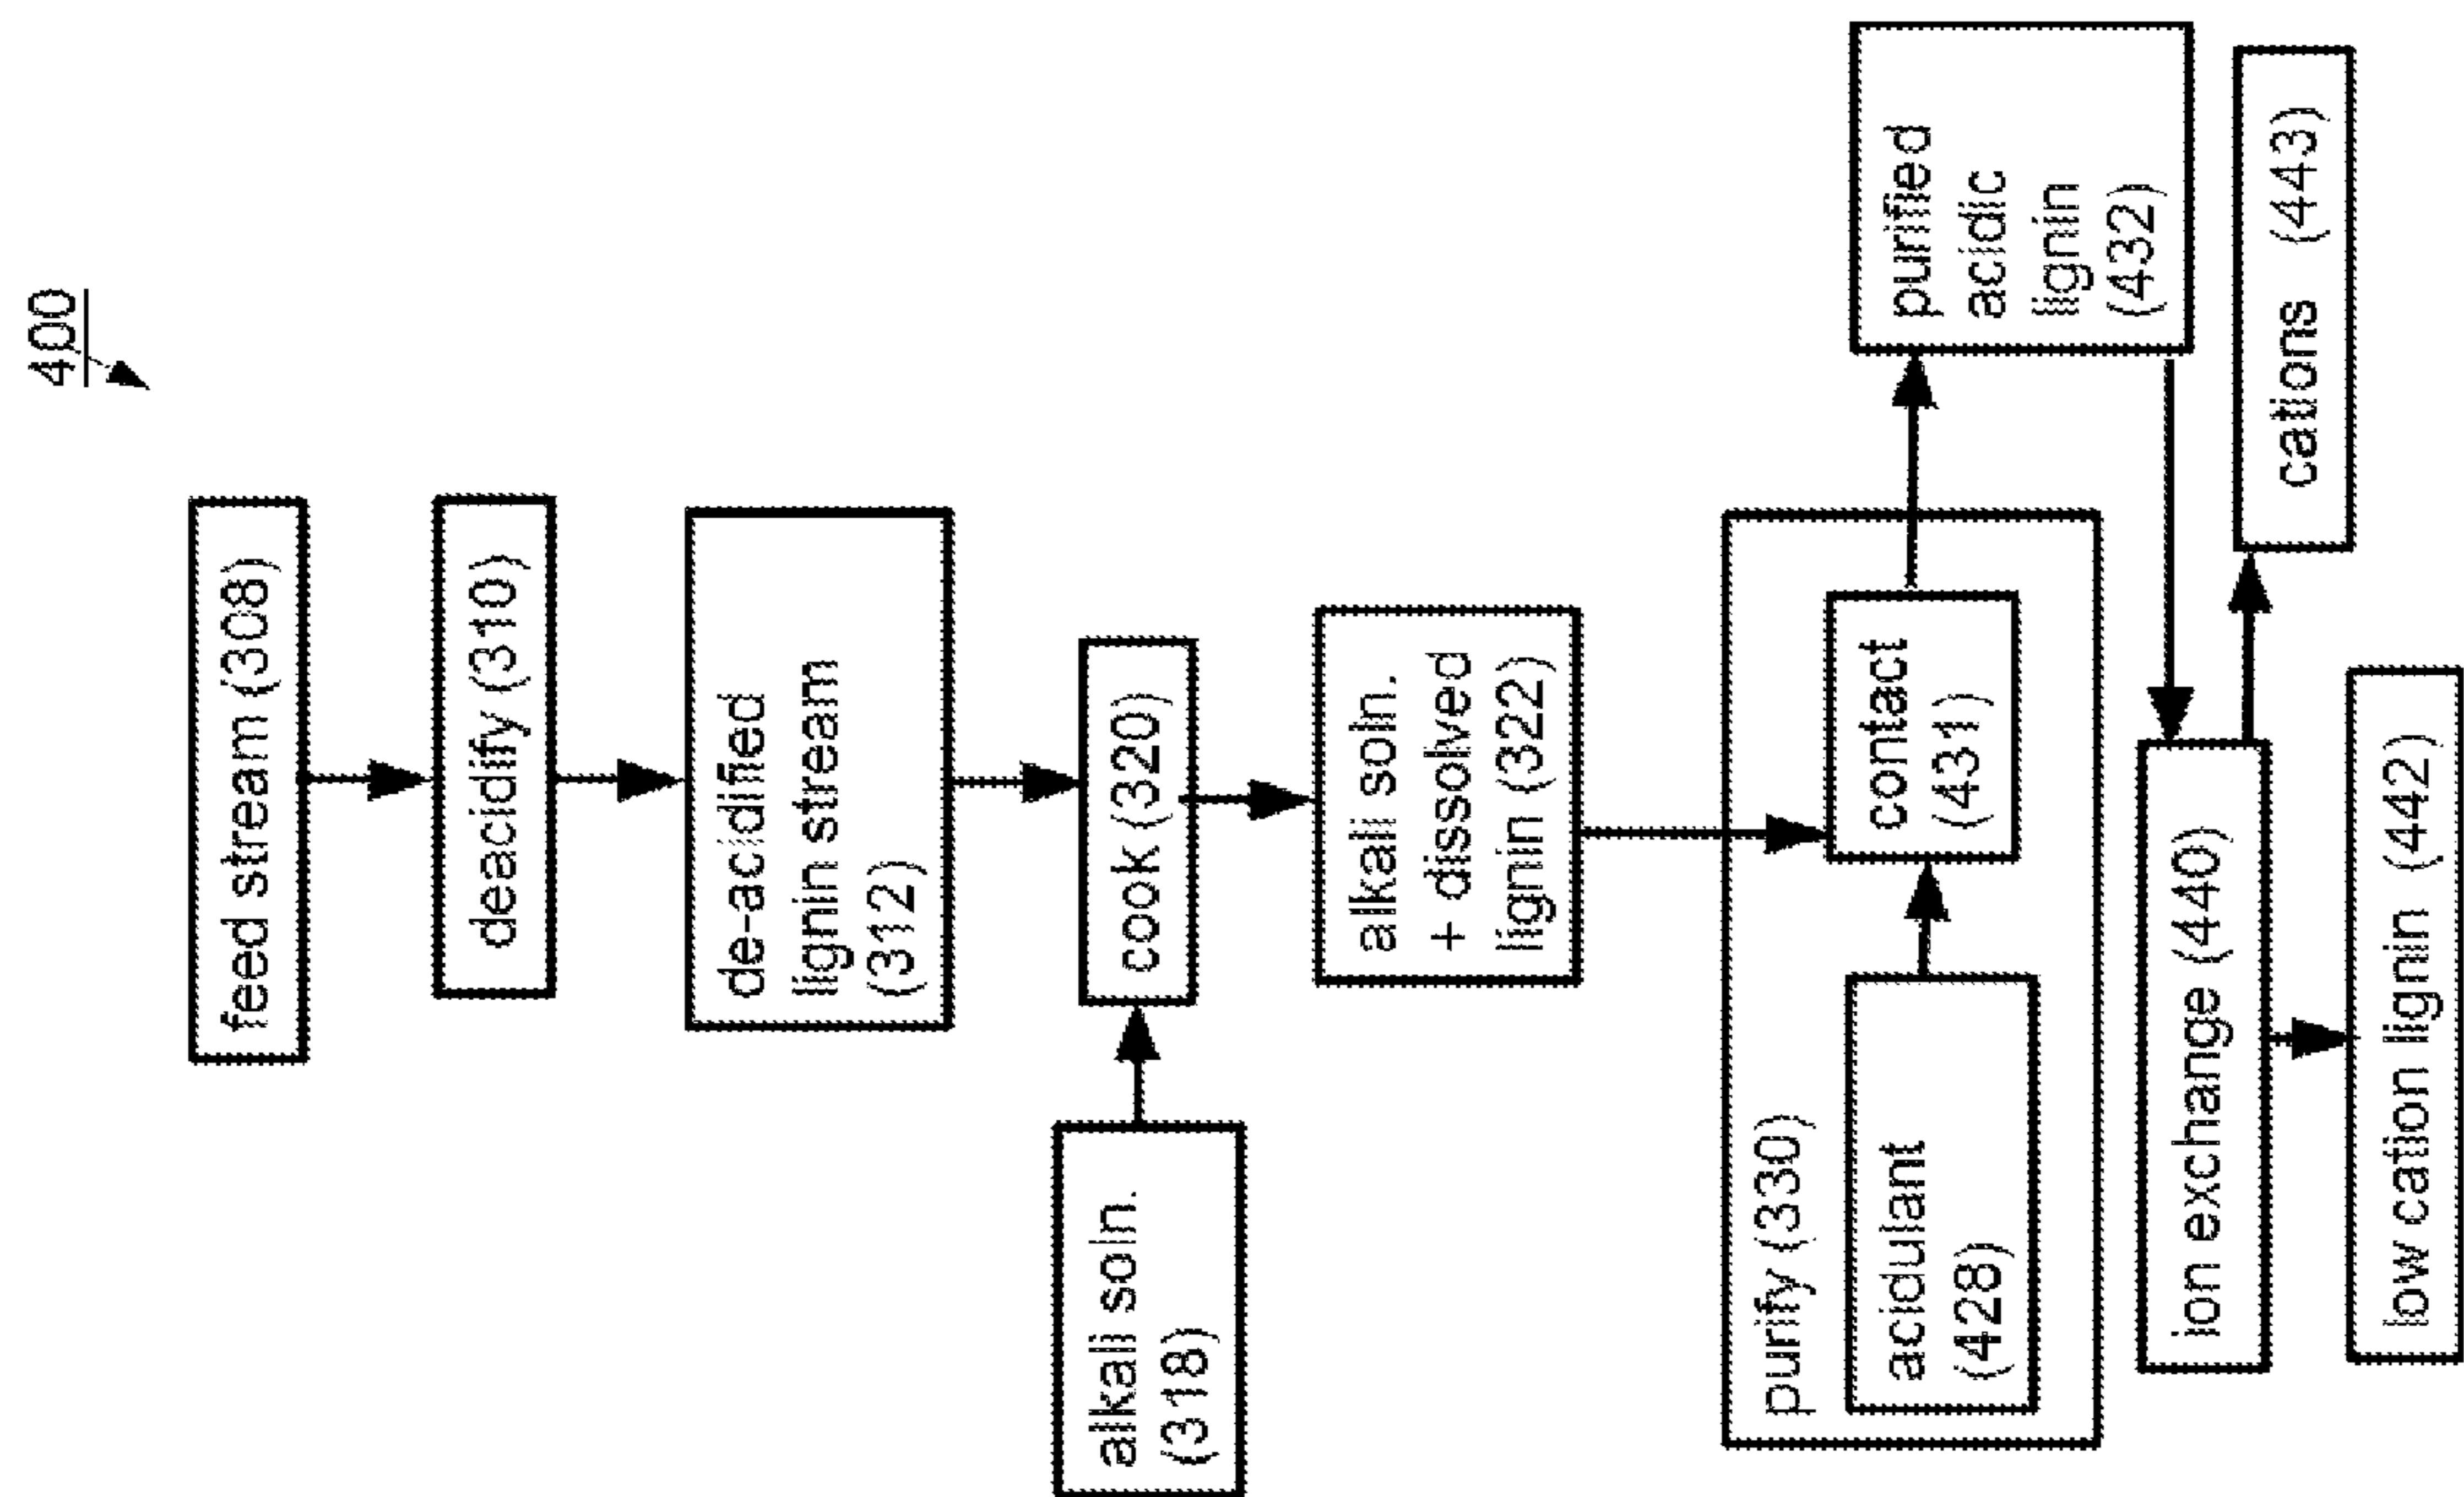 400
feed stream (308)
deacidify (310)
de-acidified
lignin stream
(312)
alkali soln.
(318)
cook (320)
alkali soln.
+ dissolved
lignin (322)
purify (330)
acidulant
(428)
contact
(431)
purified
acidic
lignin
(432)
ion exchange (440)
cations (443)
low cation lignin (442)